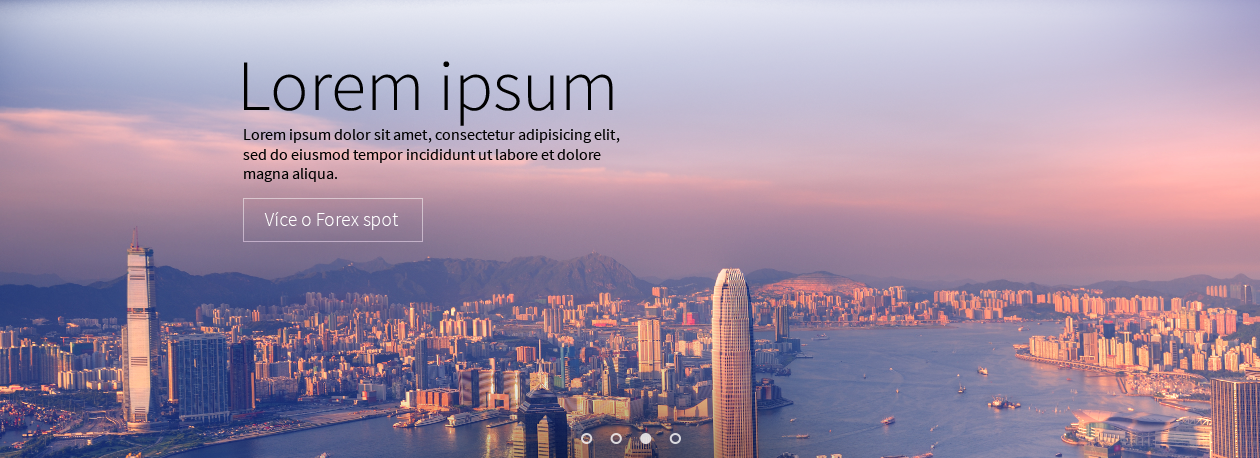 Lorem ipsum
Lorem ipsum dolor sit amet, consectetur adipisicing elit,
sed do eiusmod tempor incididunt ut labore et dolore
magna aliqua.
Více o Forex spot